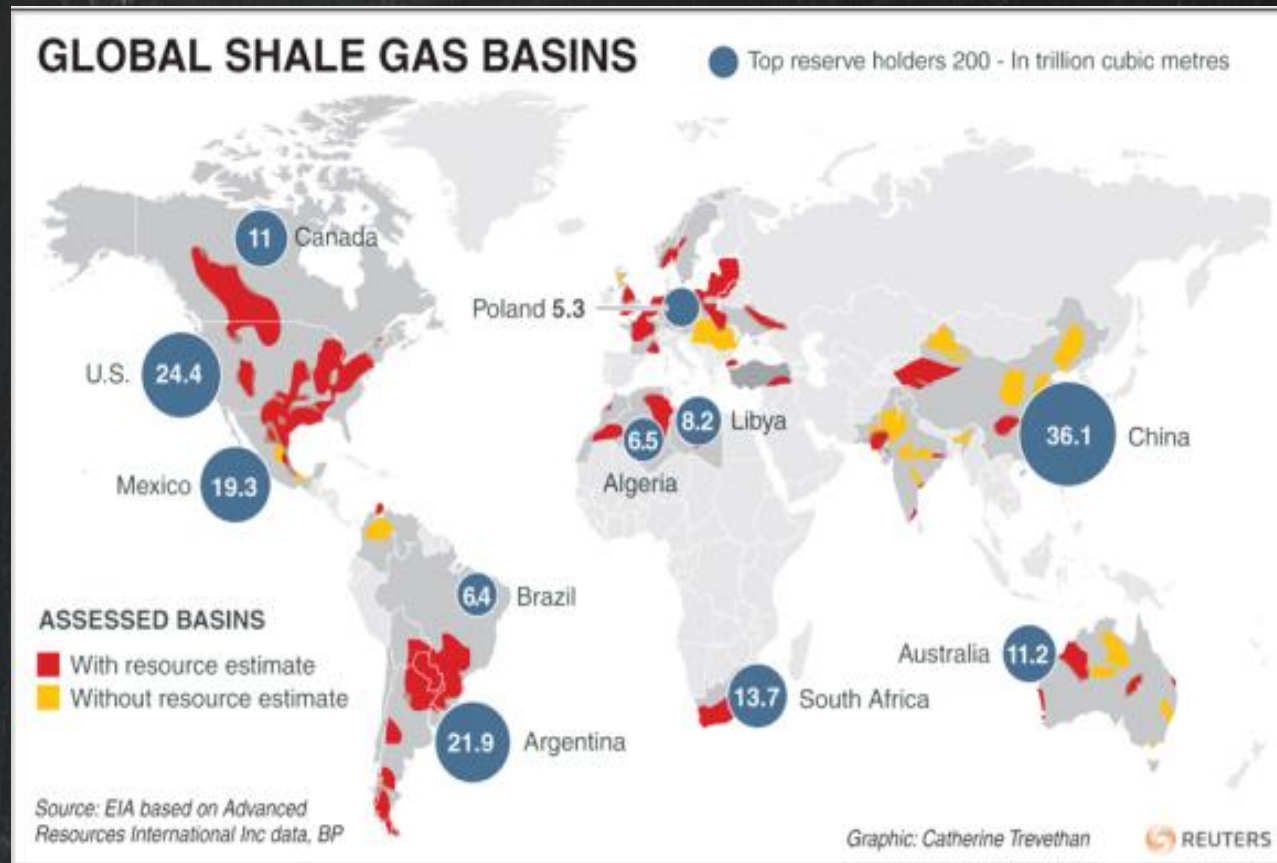 GLOBAL SHALE GAS BASINS
Top reserve holders 200 - In trillion cubic metres
11 Canada
Poland 5.3
U.S. 24.4
8.2 Libya
6.5
Algeria
36.1 China
Mexico 19.3
6.4 Brazil
ASSESSED BASINS
With resource estimate
Without resource estimate
Australia 11.2
13.7 South Africa
21.9 Argentina
Source: EIA based on Advanced
Resources International Inc data, BP
Graphic: Catherine Trevethan
REUTERS